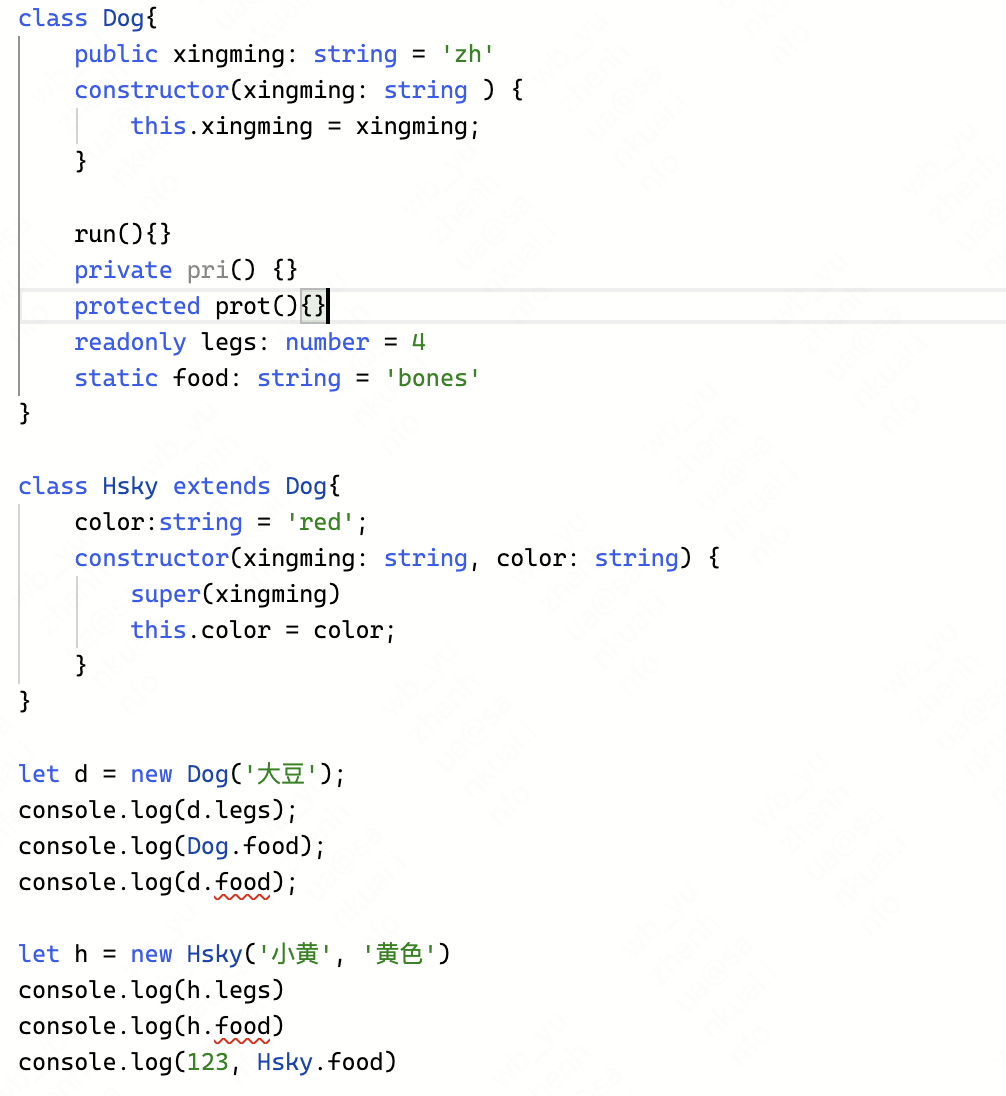 class Dog{
public xingming: string = 'zh'
constructor(xingming: string ) {
this.xingming = xingming;
}
run(){}
private pri() {}
protected prot(){}
readonly legs: number = 4
static food: string = 'bones'
}
class Hsky extends Dog{
color:string = 'red';
constructor(xingming: string, color: string) {
super(xingming)
this.color = color;
}
}
let d = new Dog('大豆');
console.log(d.legs);
console.log(Dog.food);
console.log(d.food);
let h = new Hsky('小黄', '黄色')
console.log(h.legs)
console.log(h.food)
console.log(123, Hsky.food)